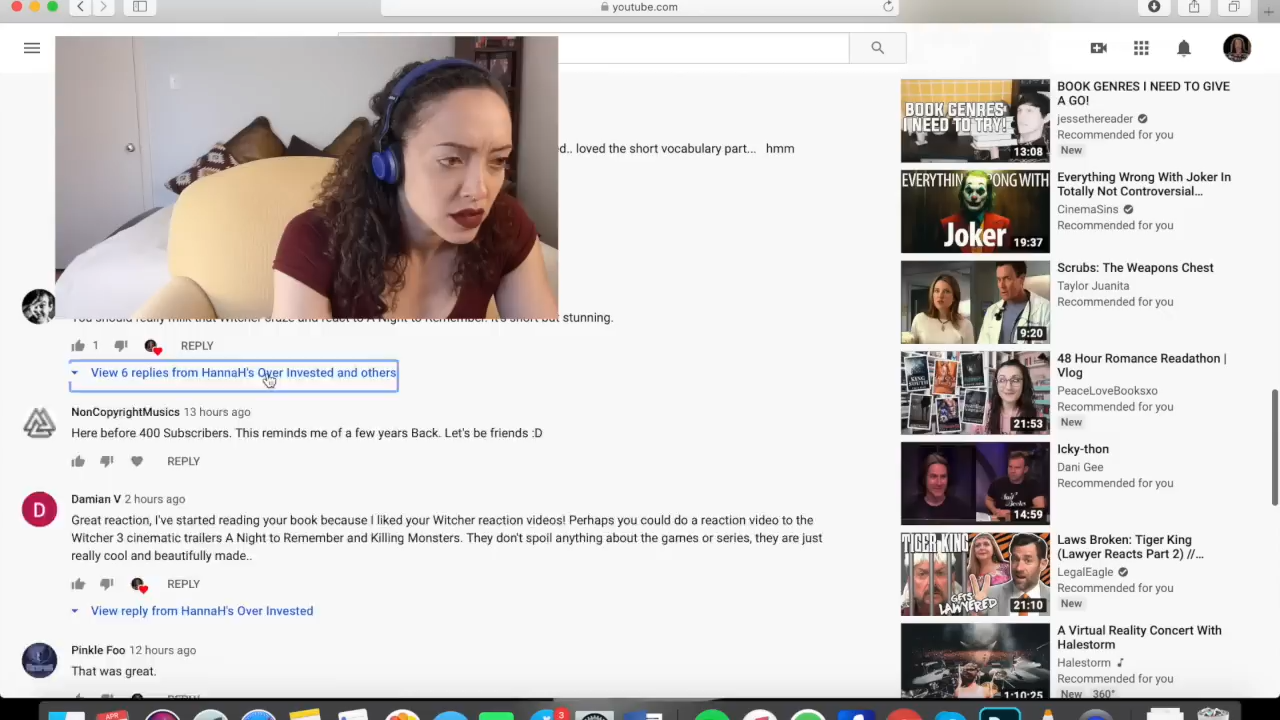 youtube.com
d.. loved the short vocabulary part... hmm
You should really milk that Witcher craze and react to A Night to Remember. It's short but stunning.
1
REPLY
View 6 replies from HannaH's Over Invested and others
NonCopyrightMusics 13 hours ago
Here before 400 Subscribers. This reminds me of a few years Back. Let's be friends :D
REPLY
D
Damian V 2 hours ago
Great reaction, I've started reading your book because I liked your Witcher reaction videos! Perhaps you could do a reaction video to the
Witcher 3 cinematic trailers A Night to Remember and Killing Monsters. They don't spoil anything about the games or series, they are just
really cool and beautifully made..
REPLY
View reply from HannaH's Over Invested
Pinkle Foo 12 hours ago
That was great.
REPLY
BOOK GENRES
I NEED TO TRY!
13:08
BOOK GENRES I NEED TO GIVE
A GO!
jessethereader
Recommended for you
New
EVERYTHING WRONG WITH
Joker
19:37
Everything Wrong With Joker In
Totally Not Controversial...
CinemaSins
Recommended for you
9:20
Scrubs: The Weapons Chest
Taylor Juanita
Recommended for you
21:53
48 Hour Romance Readathon |
Vlog
PeaceLoveBooksxo
Recommended for you
New
14:59
Icky-thon
Dani Gee
Recommended for you
TIGER KING
GETS
LAWYERED
21:10
Laws Broken: Tiger King
(Lawyer Reacts Part 2) //...
LegalEagle
Recommended for you
New
1:10:25
A Virtual Reality Concert With
Halestorm
Halestorm
Recommended for you
New 360°
APR
3